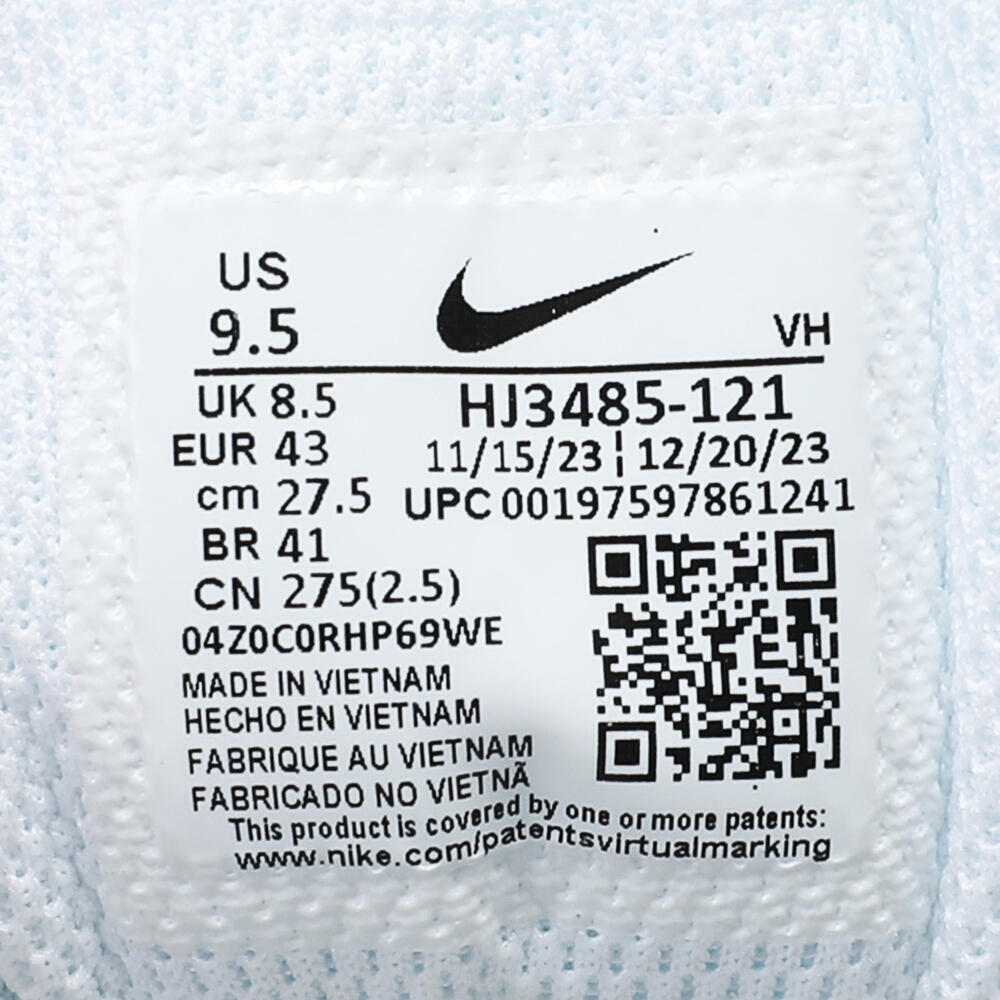 US
9.5
VH
UK 8.5
HJ3485-121
EUR 43
11/15/23 ¦ 12/20/23
cm 27.5
UPC 00197597861241
BR 41
CN 275(2.5)
04Z0C0RHP69WE
MADE IN VIETNAM
HECHO EN VIETNAM
FABRIQUE AU VIETNAM
FABRICADO NO VIETNÃ
This product is covered by one or more patents:
www.nike.com/patentsvirtualmarking